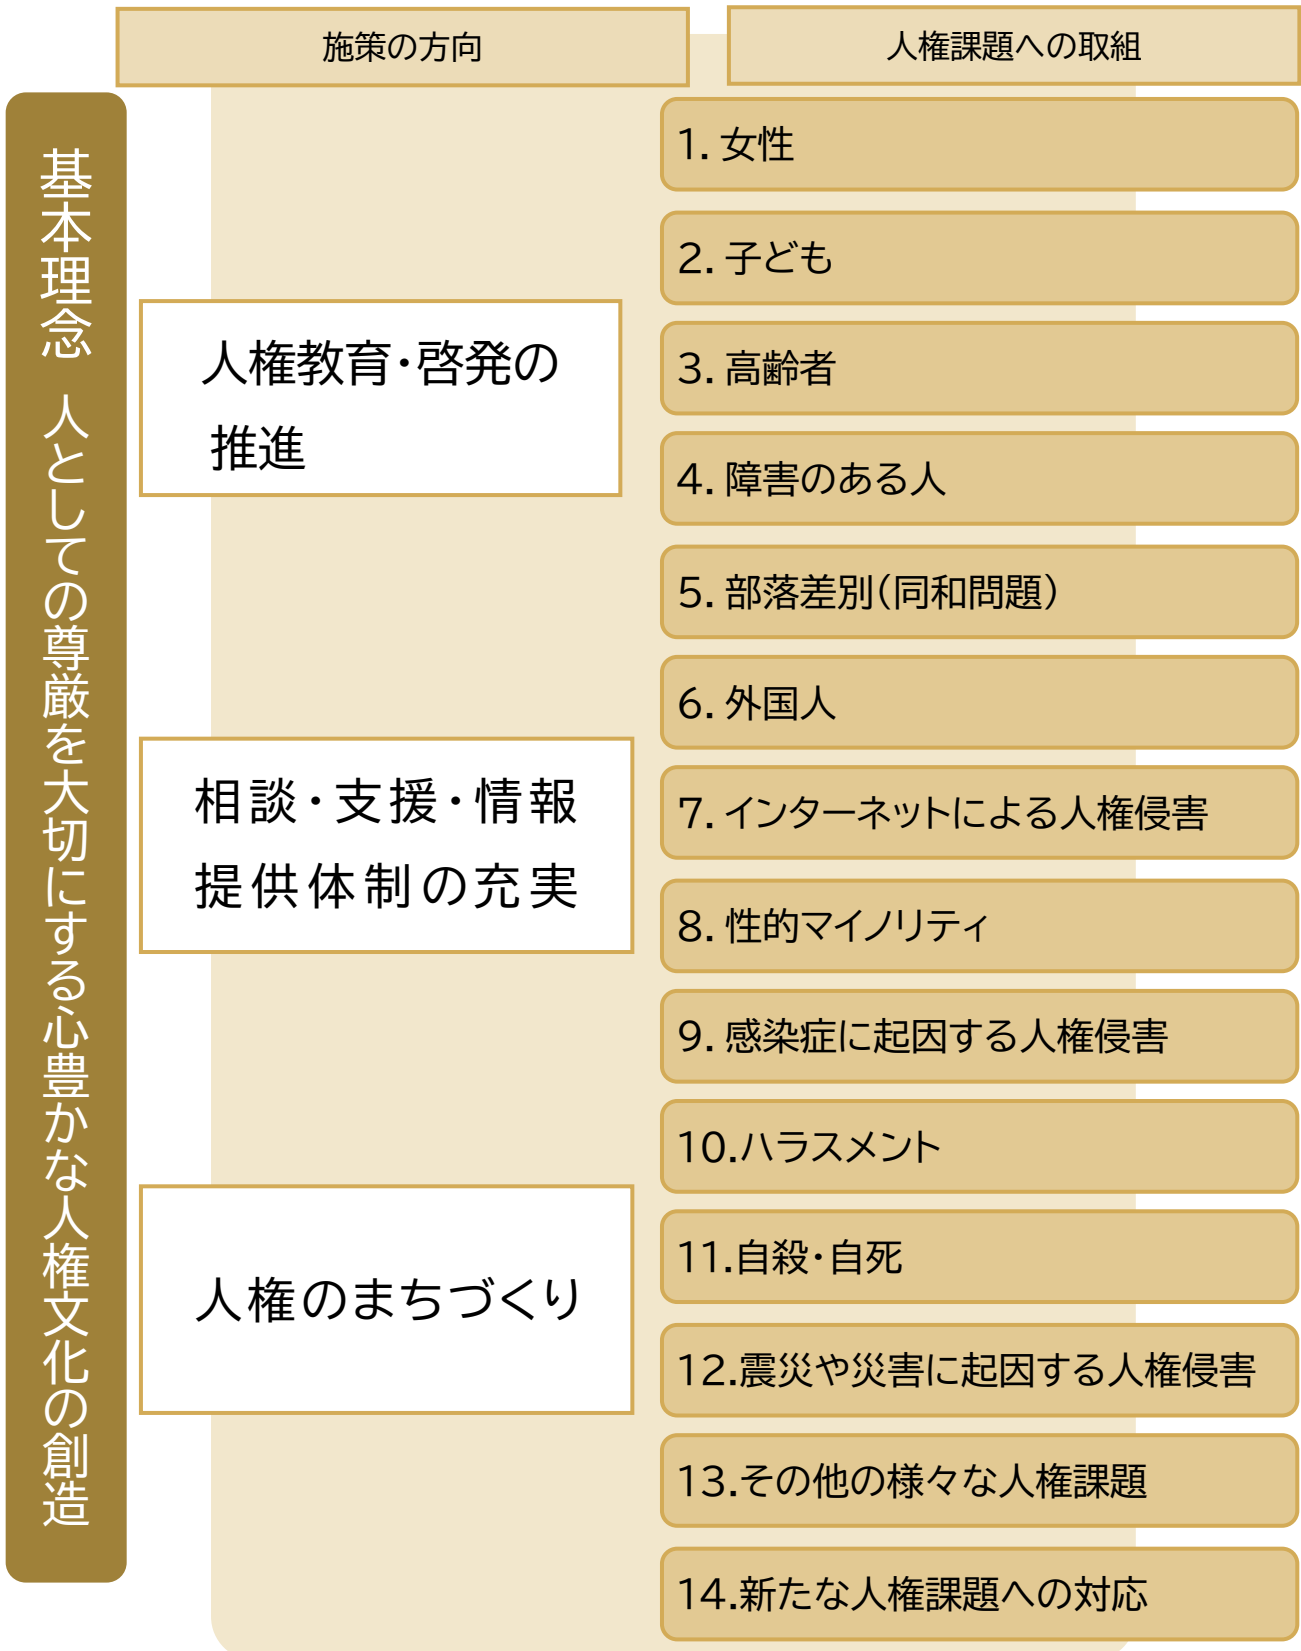 施策の方向
人権課題への取組
基本理念 人としての尊厳を大切にする心豊かな人権文化の創造
人権教育・啓発の
推進
相談・支援・情報
提供体制の充実
人権のまちづくり
1. 女性
2. 子ども
3. 高齢者
4. 障害のある人
5. 部落差別(同和問題)
6. 外国人
7. インターネットによる人権侵害
8. 性的マイノリティ
9. 感染症に起因する人権侵害
10.ハラスメント
11.自殺・自死
12.震災や災害に起因する人権侵害
13.その他の様々な人権課題
14.新たな人権課題への対応